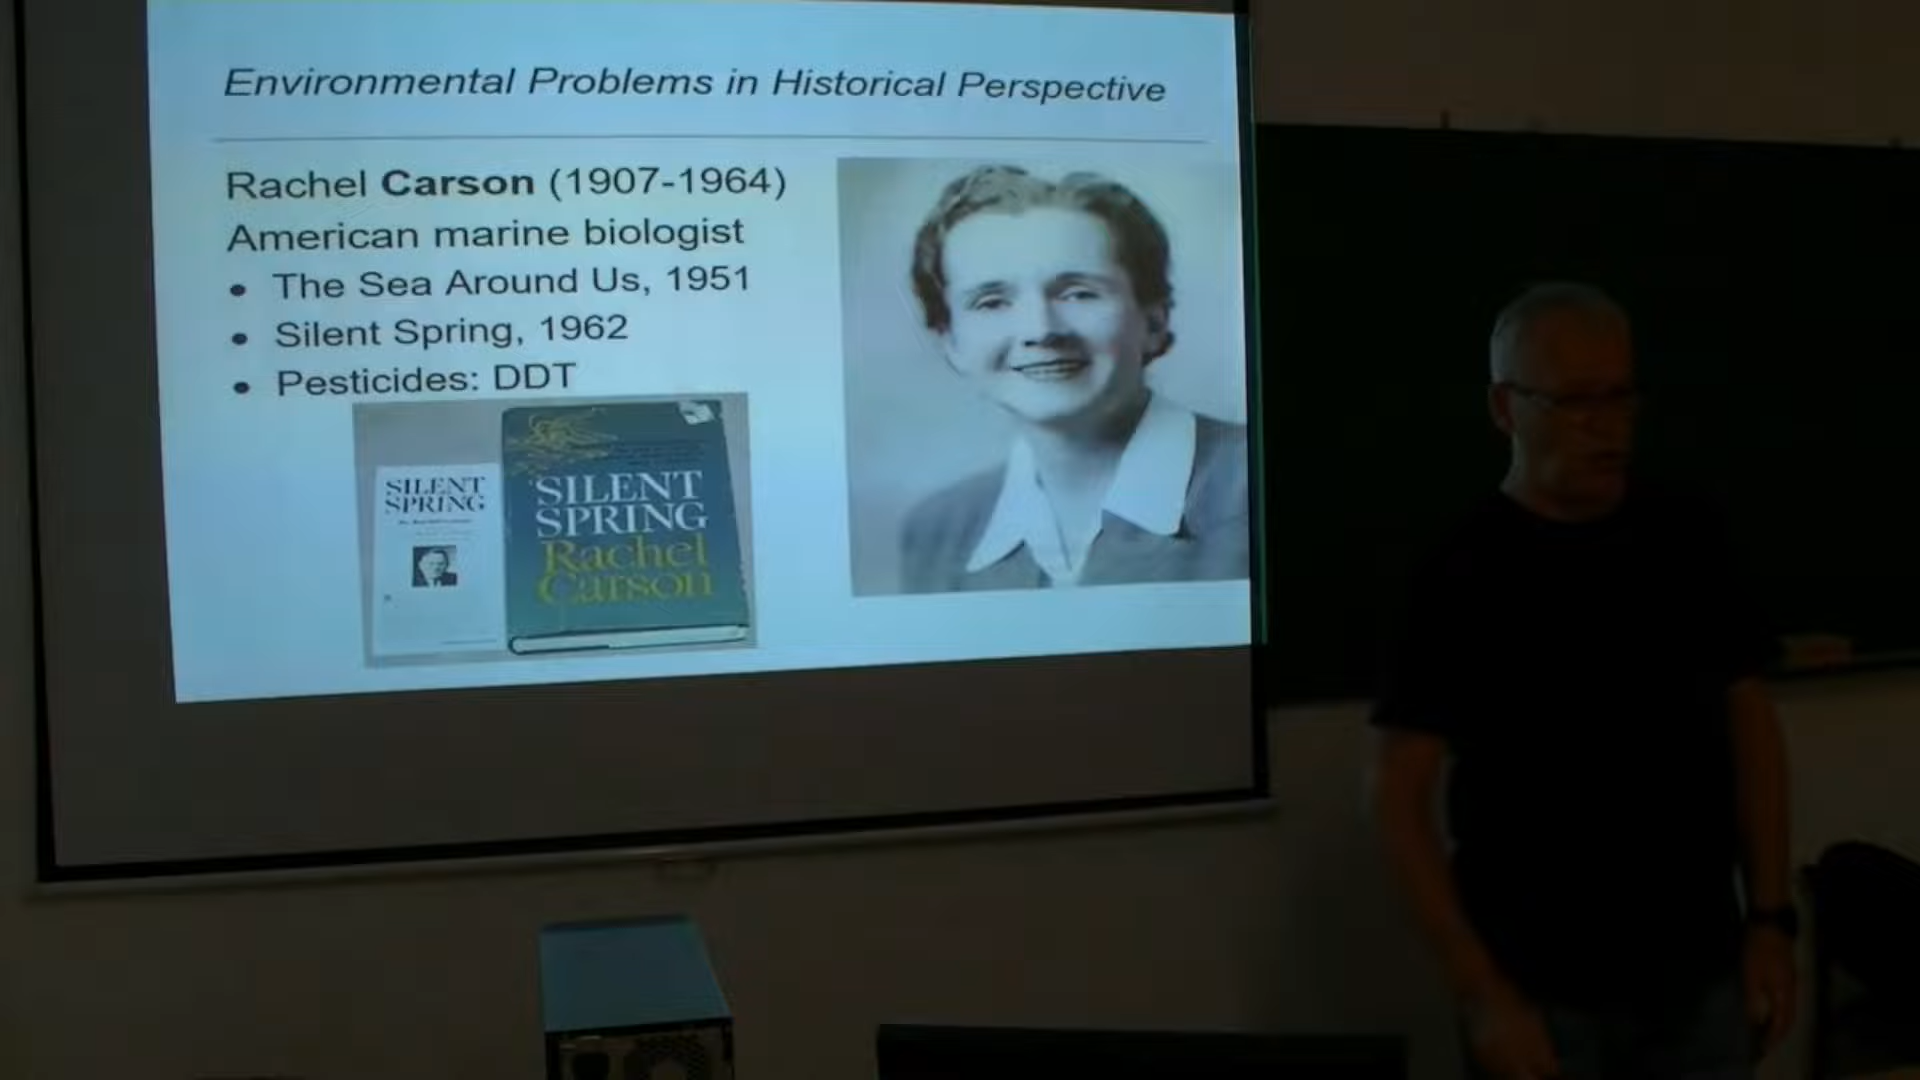 Environmental Problems in Historical Perspective
Rachel Carson (1907-1964)
American marine biologist
• The Sea Around Us, 1951
• Silent Spring, 1962
• Pesticides: DDT
SILENT
SPRING
SILENT
SPRING
Rachel
Carson